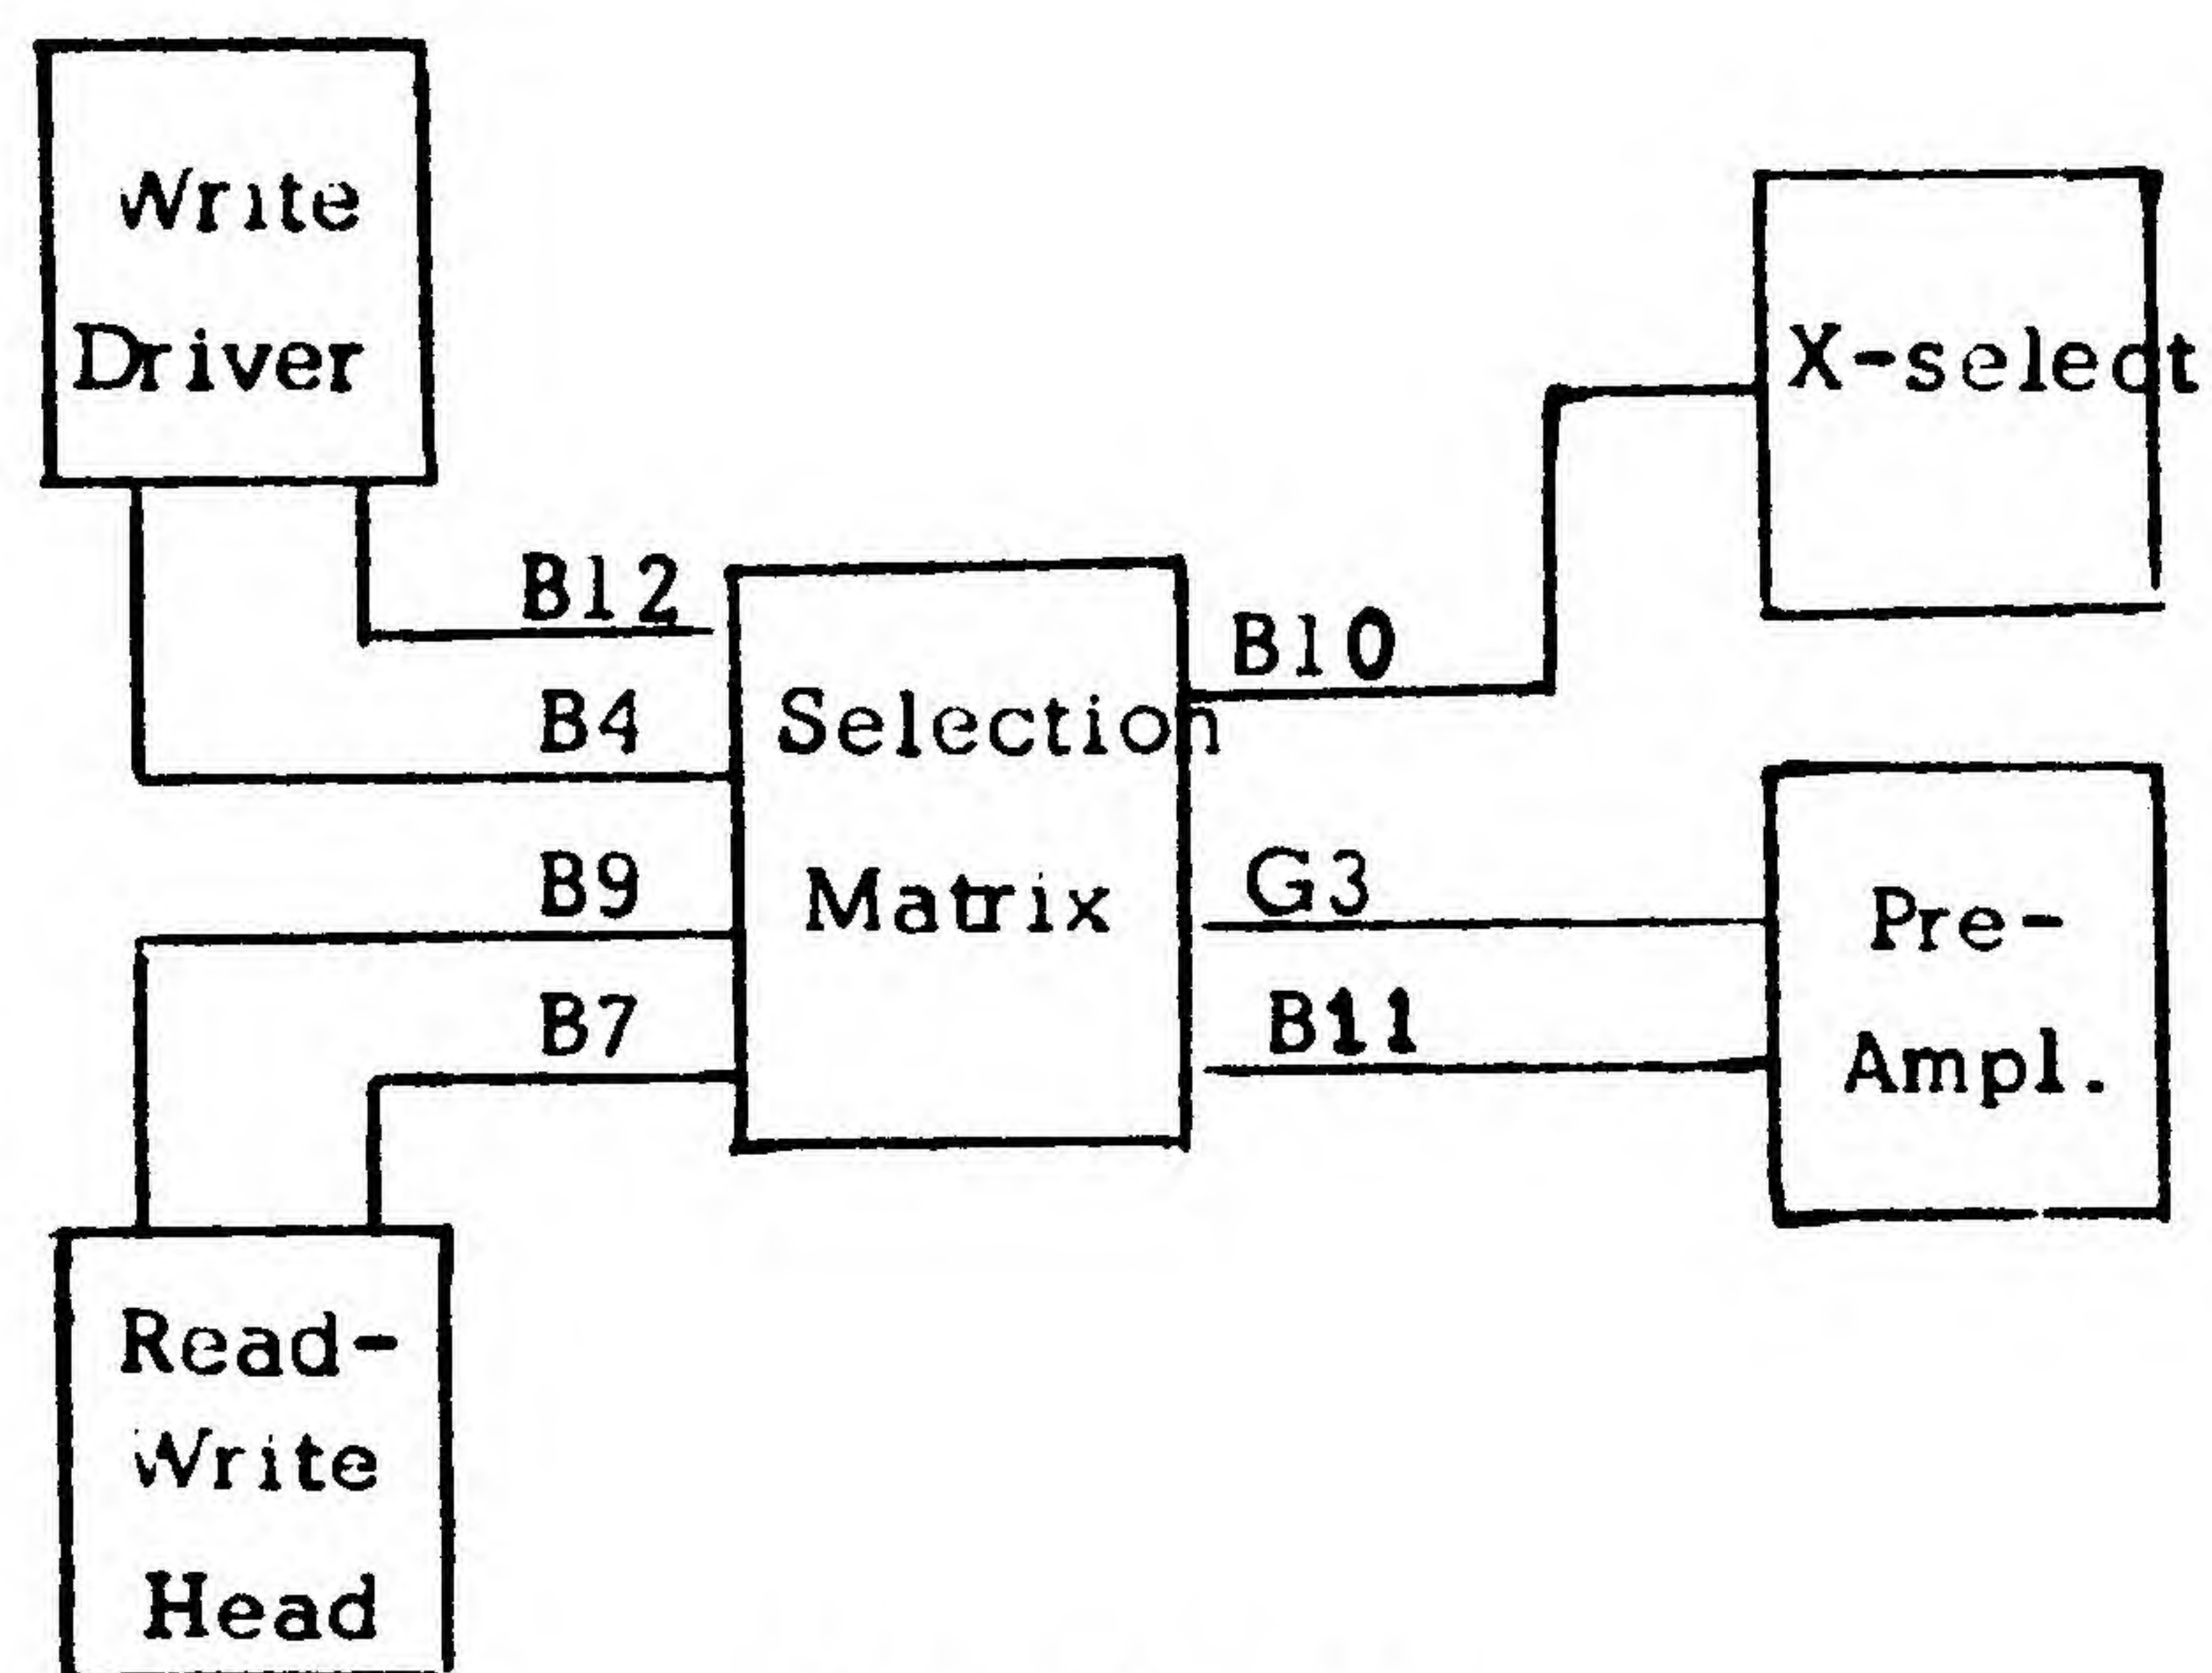 Write
Driver
X-select
B12
B10
B4
Selection
Matrix
B9
G3
B7
B11
Pre-
Ampl.
Read-
Write
Head